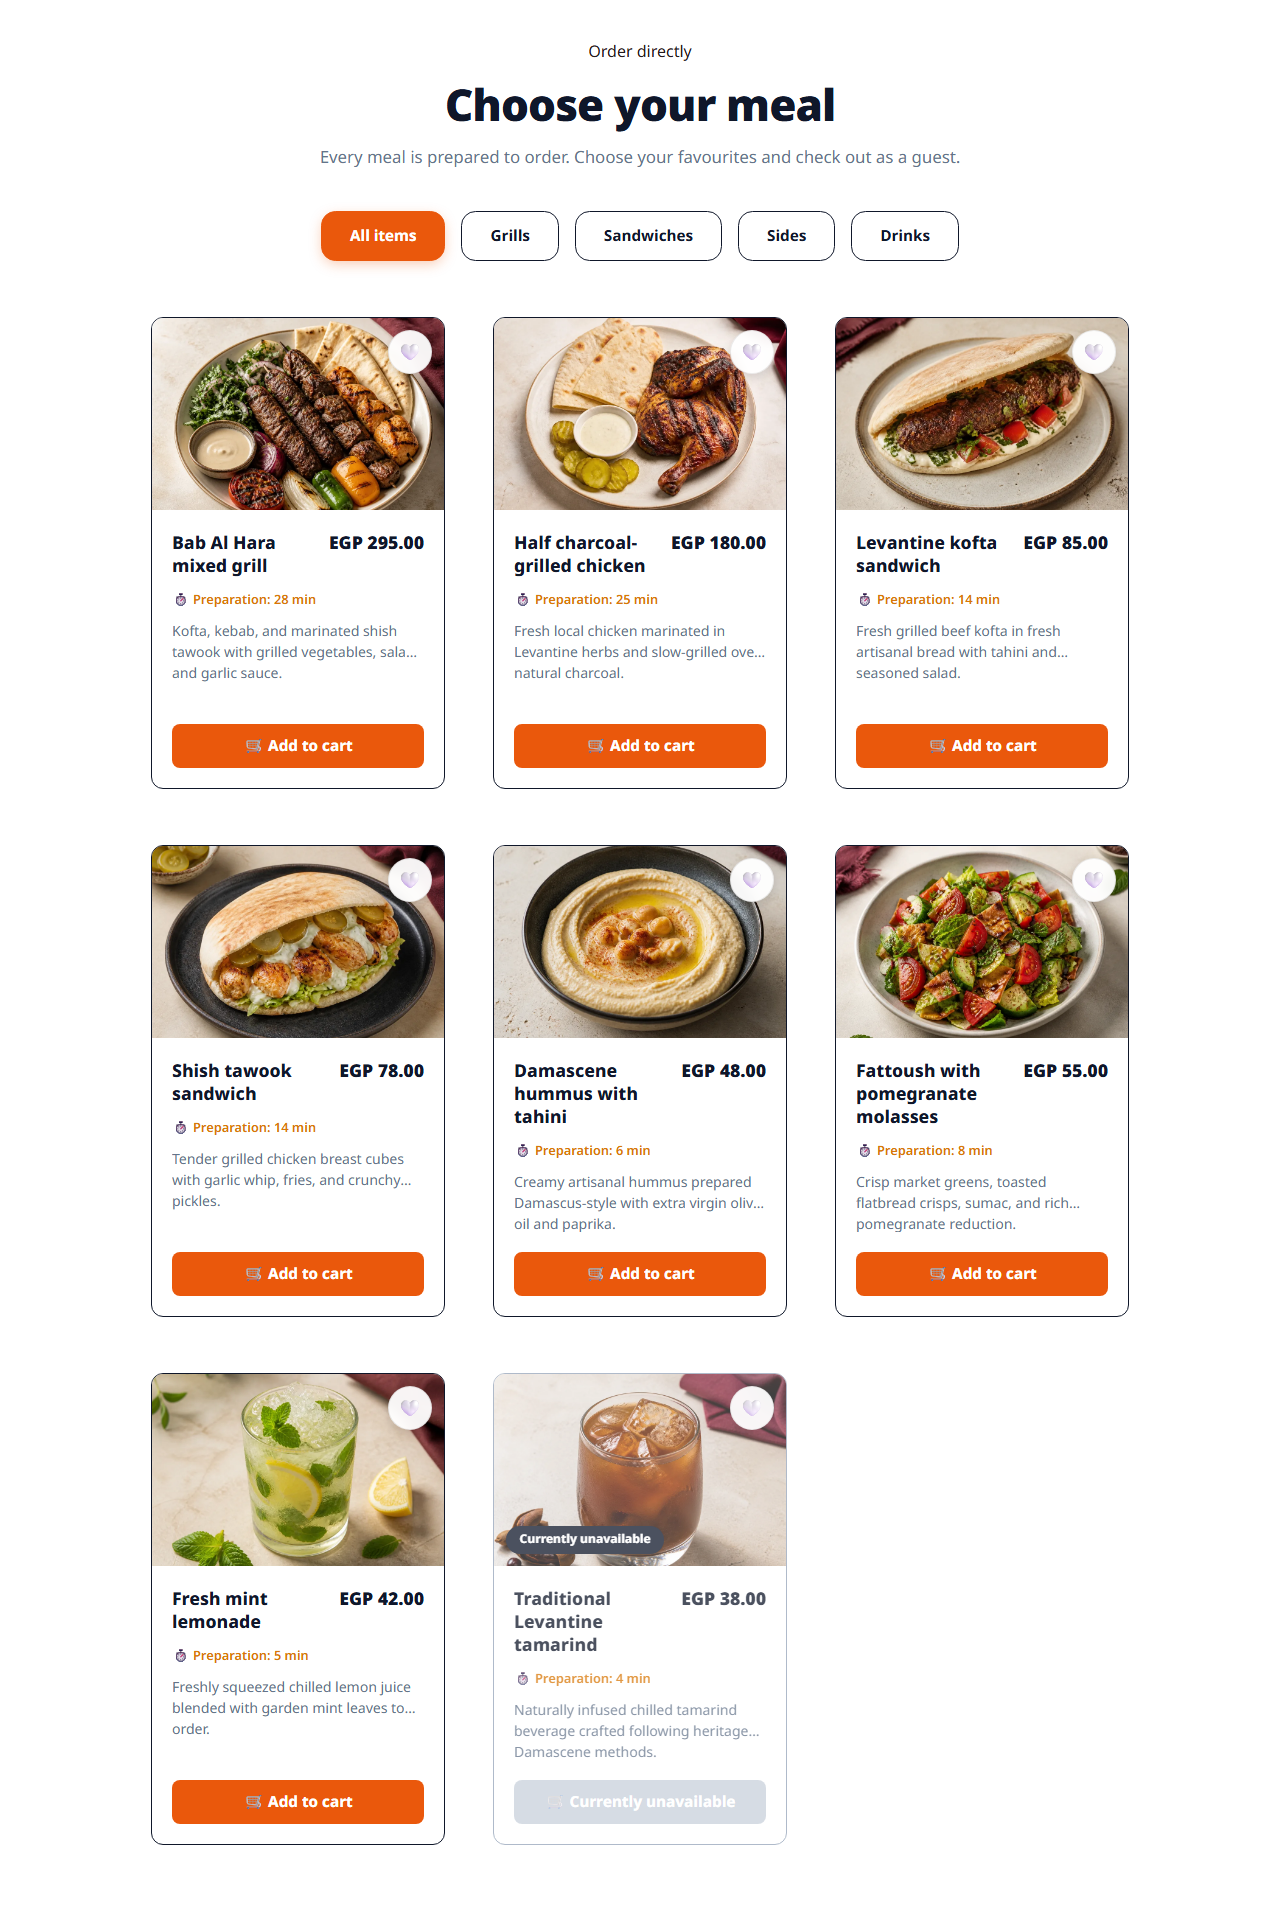 Order directly
Choose your meal
Every meal is prepared to order. Choose your favourites and check out as a guest.
All items
Grills
Sandwiches
Sides
Drinks
Bab Al Hara
mixed grill
EGP 295.00
Preparation: 28 min
Kofta, kebab, and marinated shish
tawook with grilled vegetables, sala...
and garlic sauce.
Add to cart
Half charcoal-
grilled chicken
EGP 180.00
Preparation: 25 min
Fresh local chicken marinated in
Levantine herbs and slow-grilled ove...
natural charcoal.
Add to cart
Levantine kofta
sandwich
EGP 85.00
Preparation: 14 min
Fresh grilled beef kofta in fresh
artisanal bread with tahini and...
seasoned salad.
Add to cart
Shish tawook
sandwich
EGP 78.00
Preparation: 14 min
Tender grilled chicken breast cubes
with garlic whip, fries, and crunchy...
pickles.
Add to cart
Damascene
hummus with
tahini
EGP 48.00
Preparation: 6 min
Creamy artisanal hummus prepared
Damascus-style with extra virgin oliv...
oil and paprika.
Add to cart
Fattoush with
pomegranate
molasses
EGP 55.00
Preparation: 8 min
Crisp market greens, toasted
flatbread crisps, sumac, and rich...
pomegranate reduction.
Add to cart
Fresh mint
lemonade
EGP 42.00
Preparation: 5 min
Freshly squeezed chilled lemon juice
blended with garden mint leaves to...
order.
Add to cart
Currently unavailable
Traditional
Levantine
tamarind
EGP 38.00
Preparation: 4 min
Naturally infused chilled tamarind
beverage crafted following heritage...
Damascene methods.
Currently unavailable